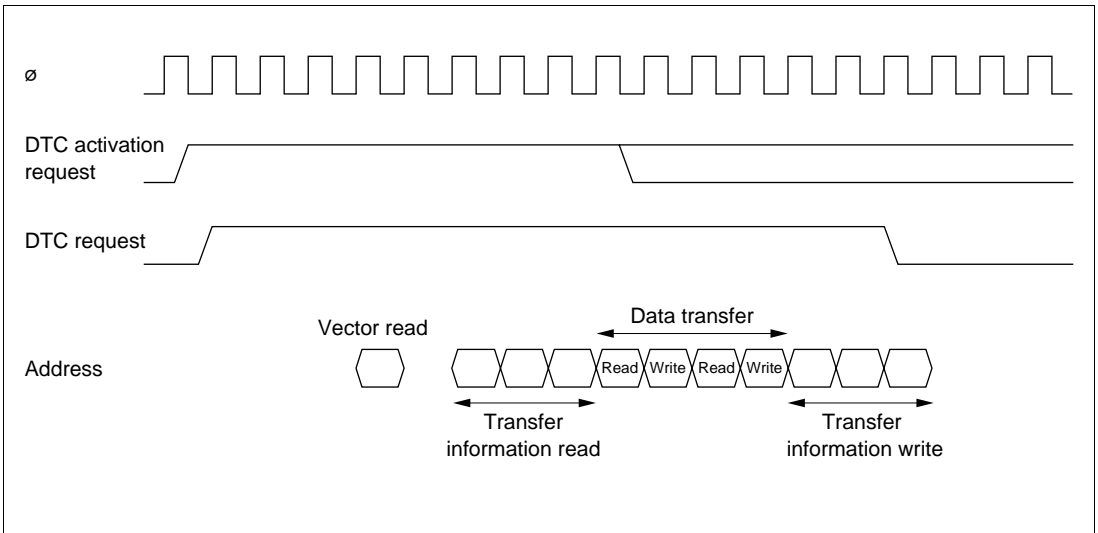 ø
DTC activation
request
DTC request
Vector read
Data transfer
Address
Read Write Read Write
Transfer
information read
Transfer
information write